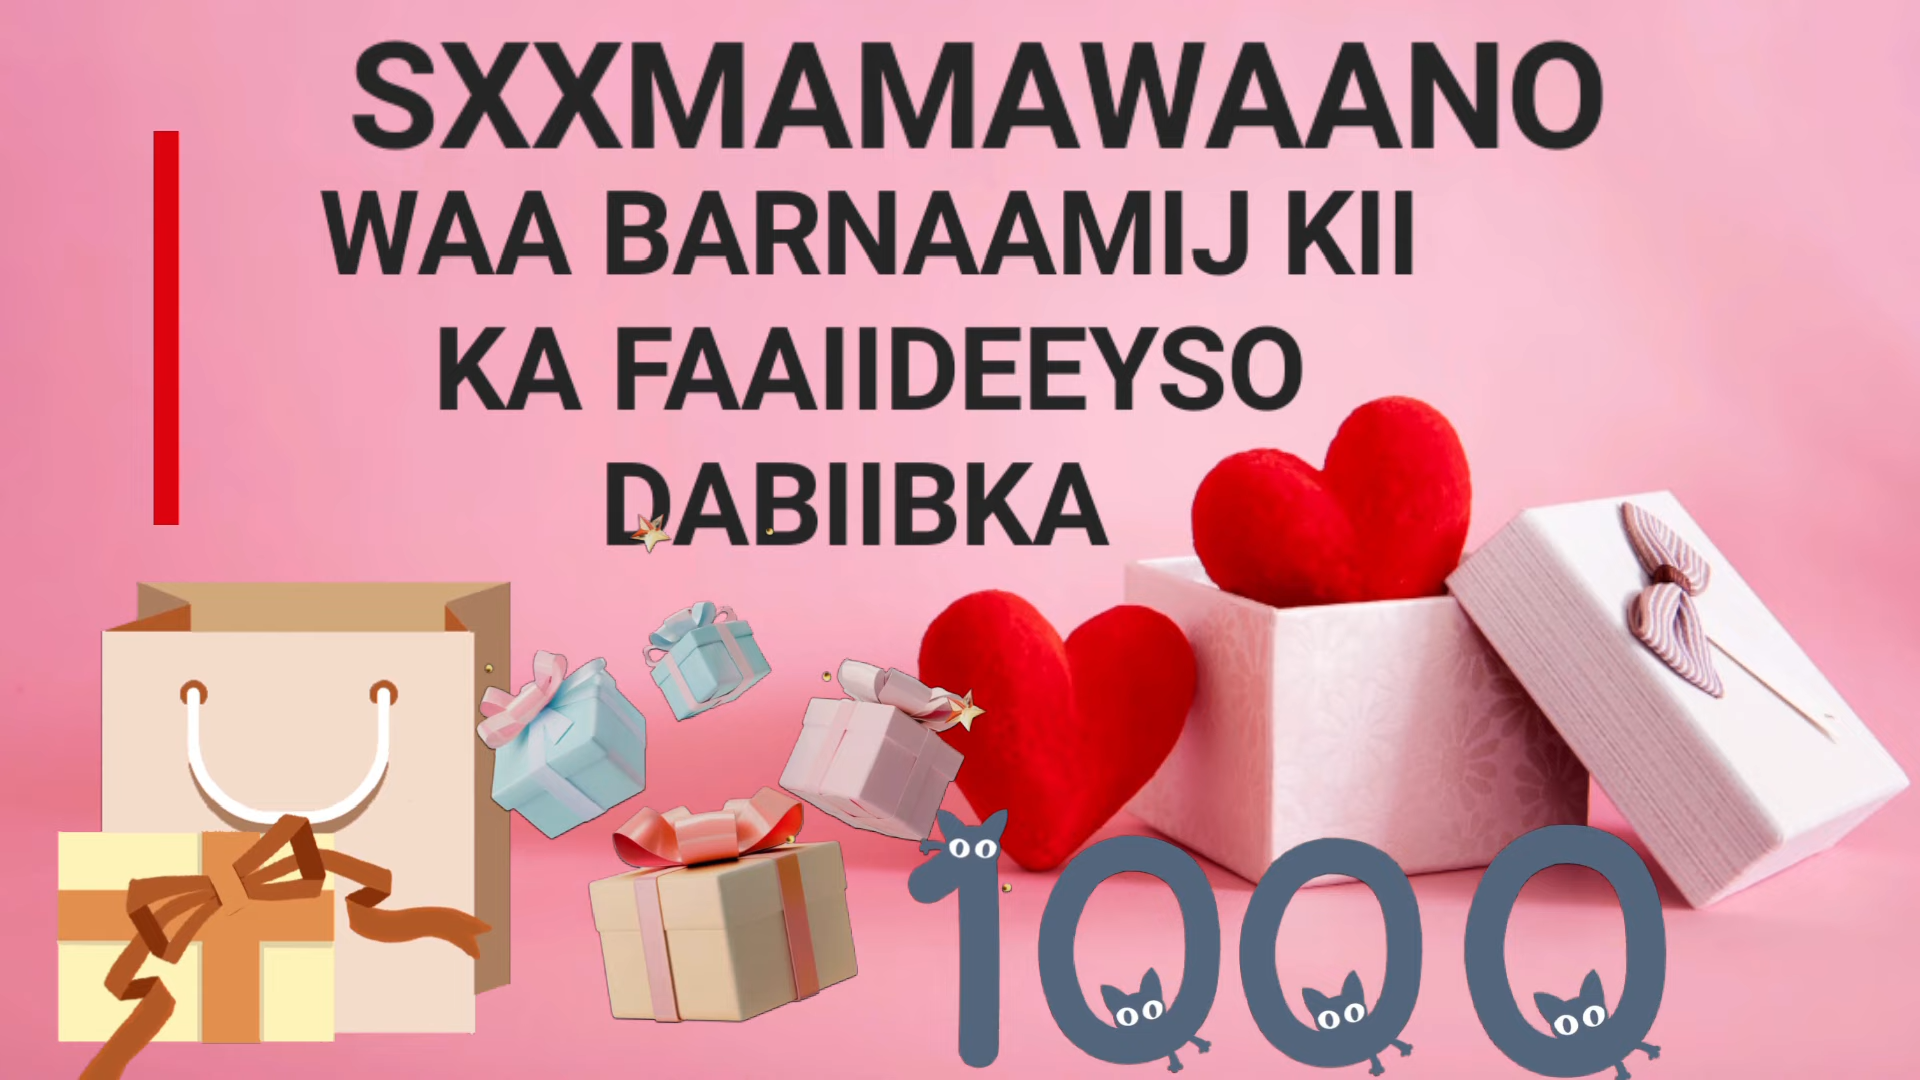 SXXMAMAWAANO
WAA BARNAAMIJ KII
KA FAAIIDEEYSO
DABIIBKA
1000